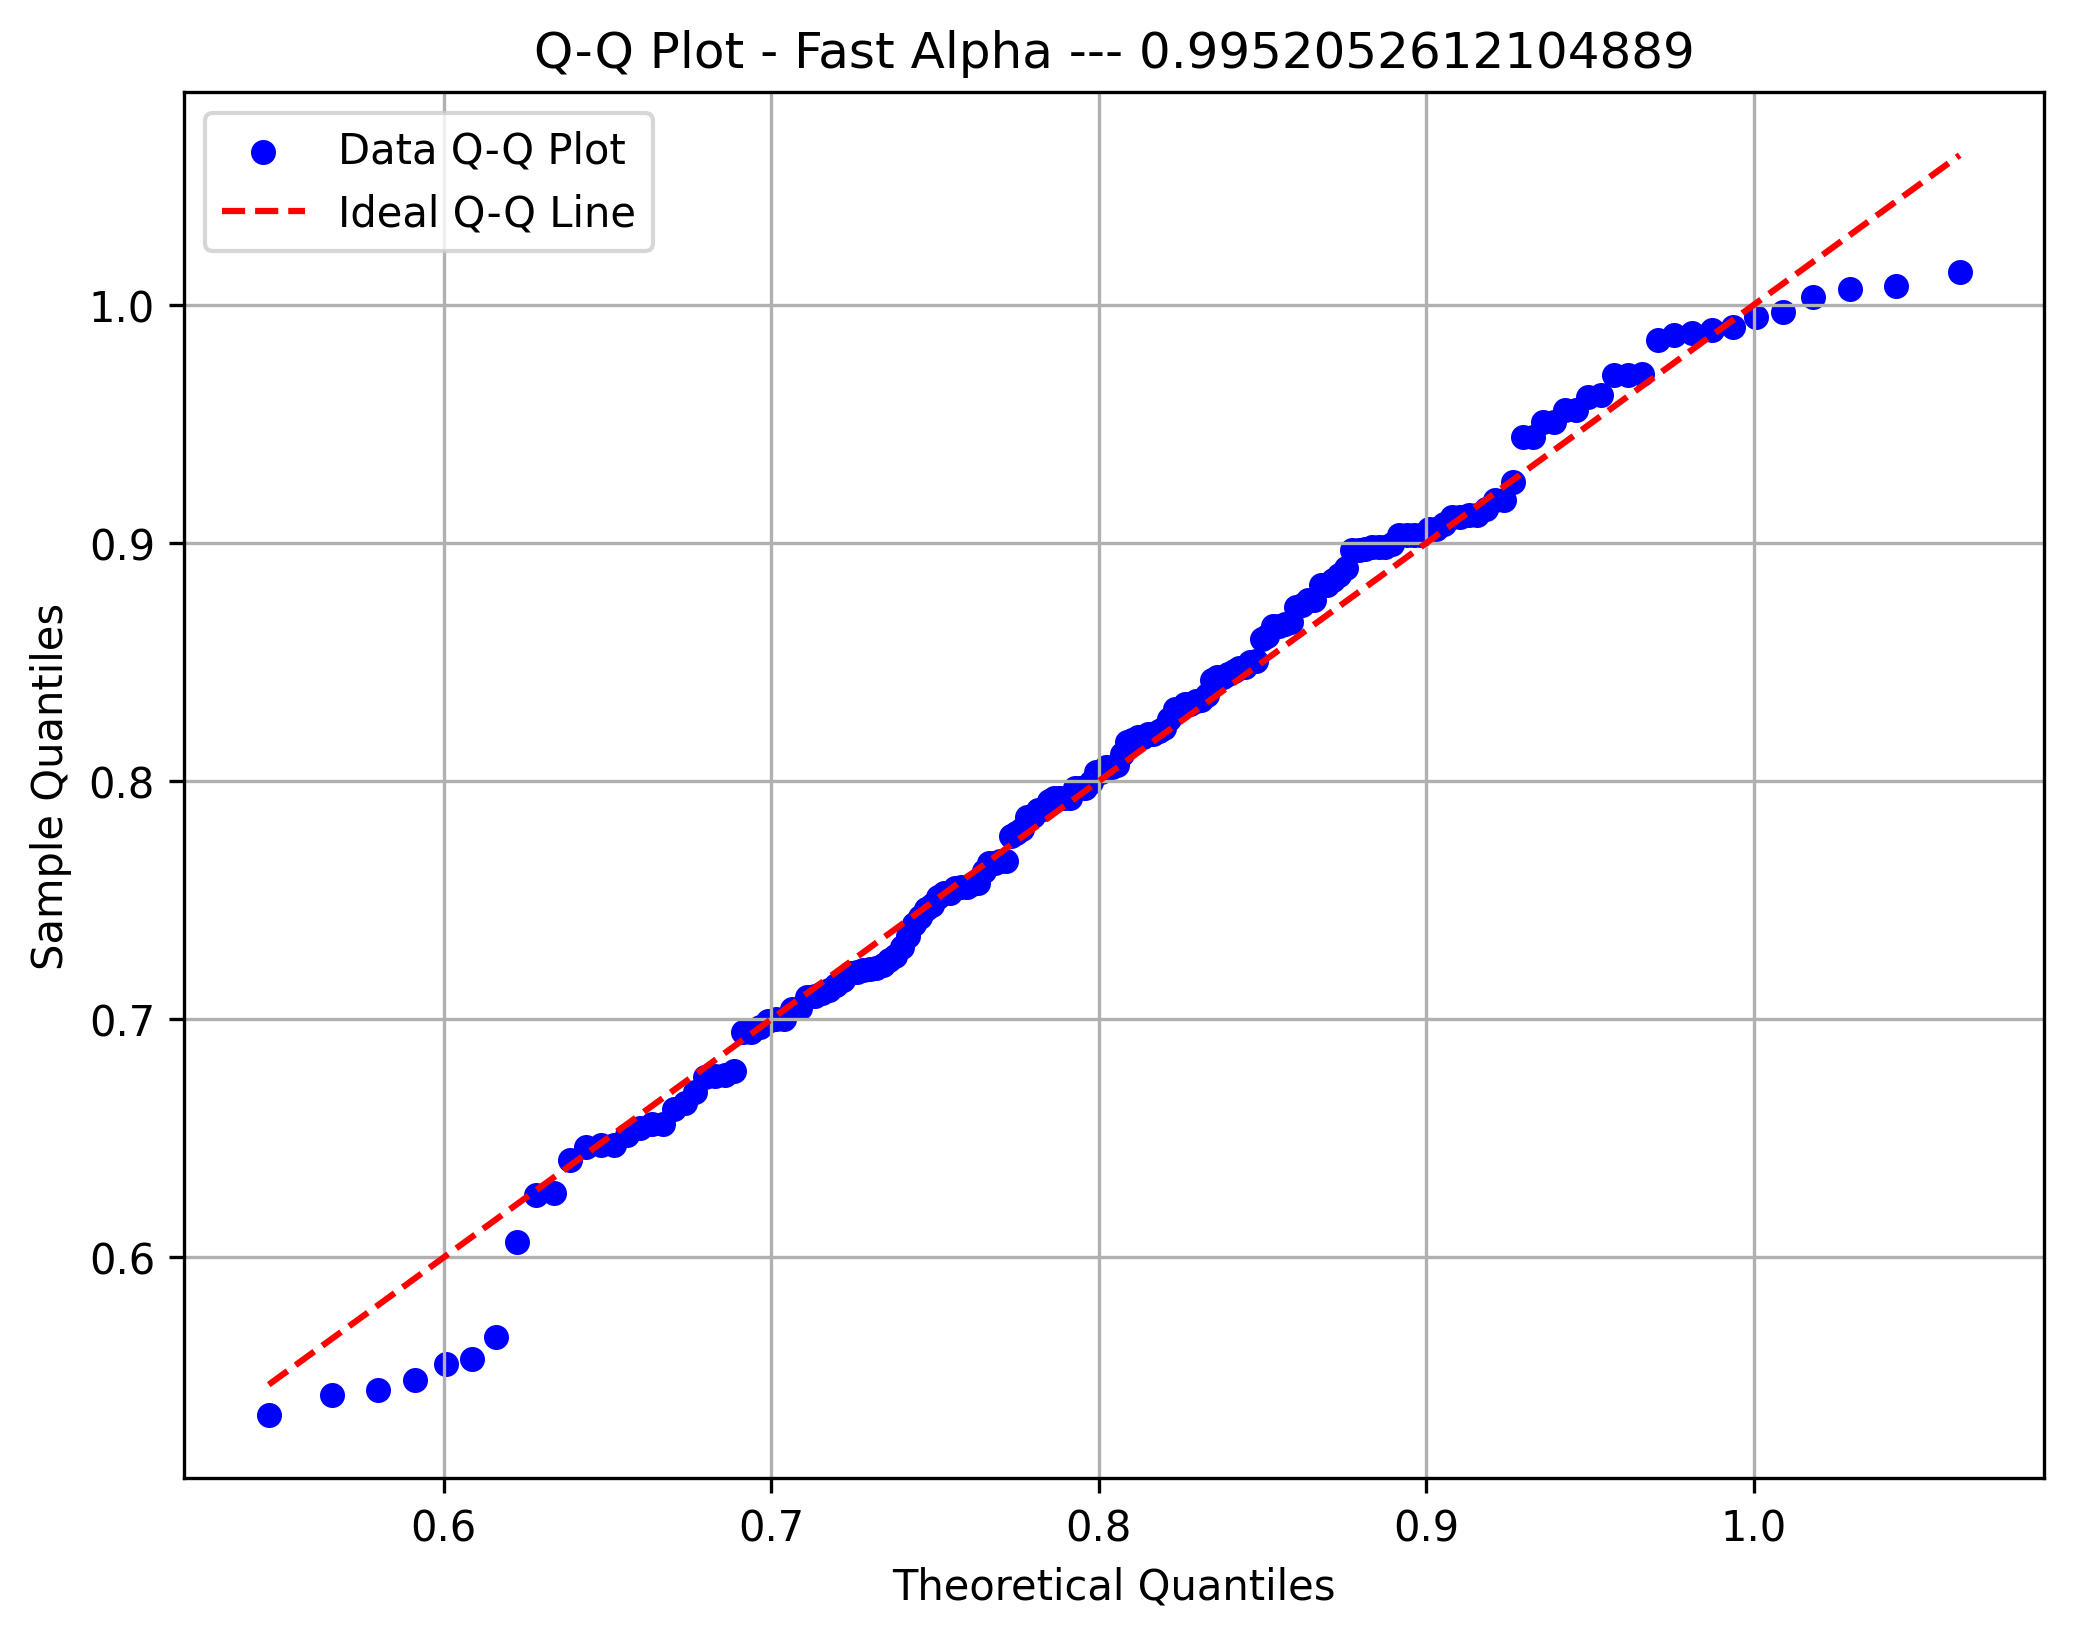 Q-Q Plot - Fast Alpha --- 0.9952052612104889
Data Q-Q Plot
Ideal Q-Q Line
1.0
0.9
0.8
0.7
0.6
Sample Quantiles
0.6 0.7 0.8 0.9 1.0
Theoretical Quantiles